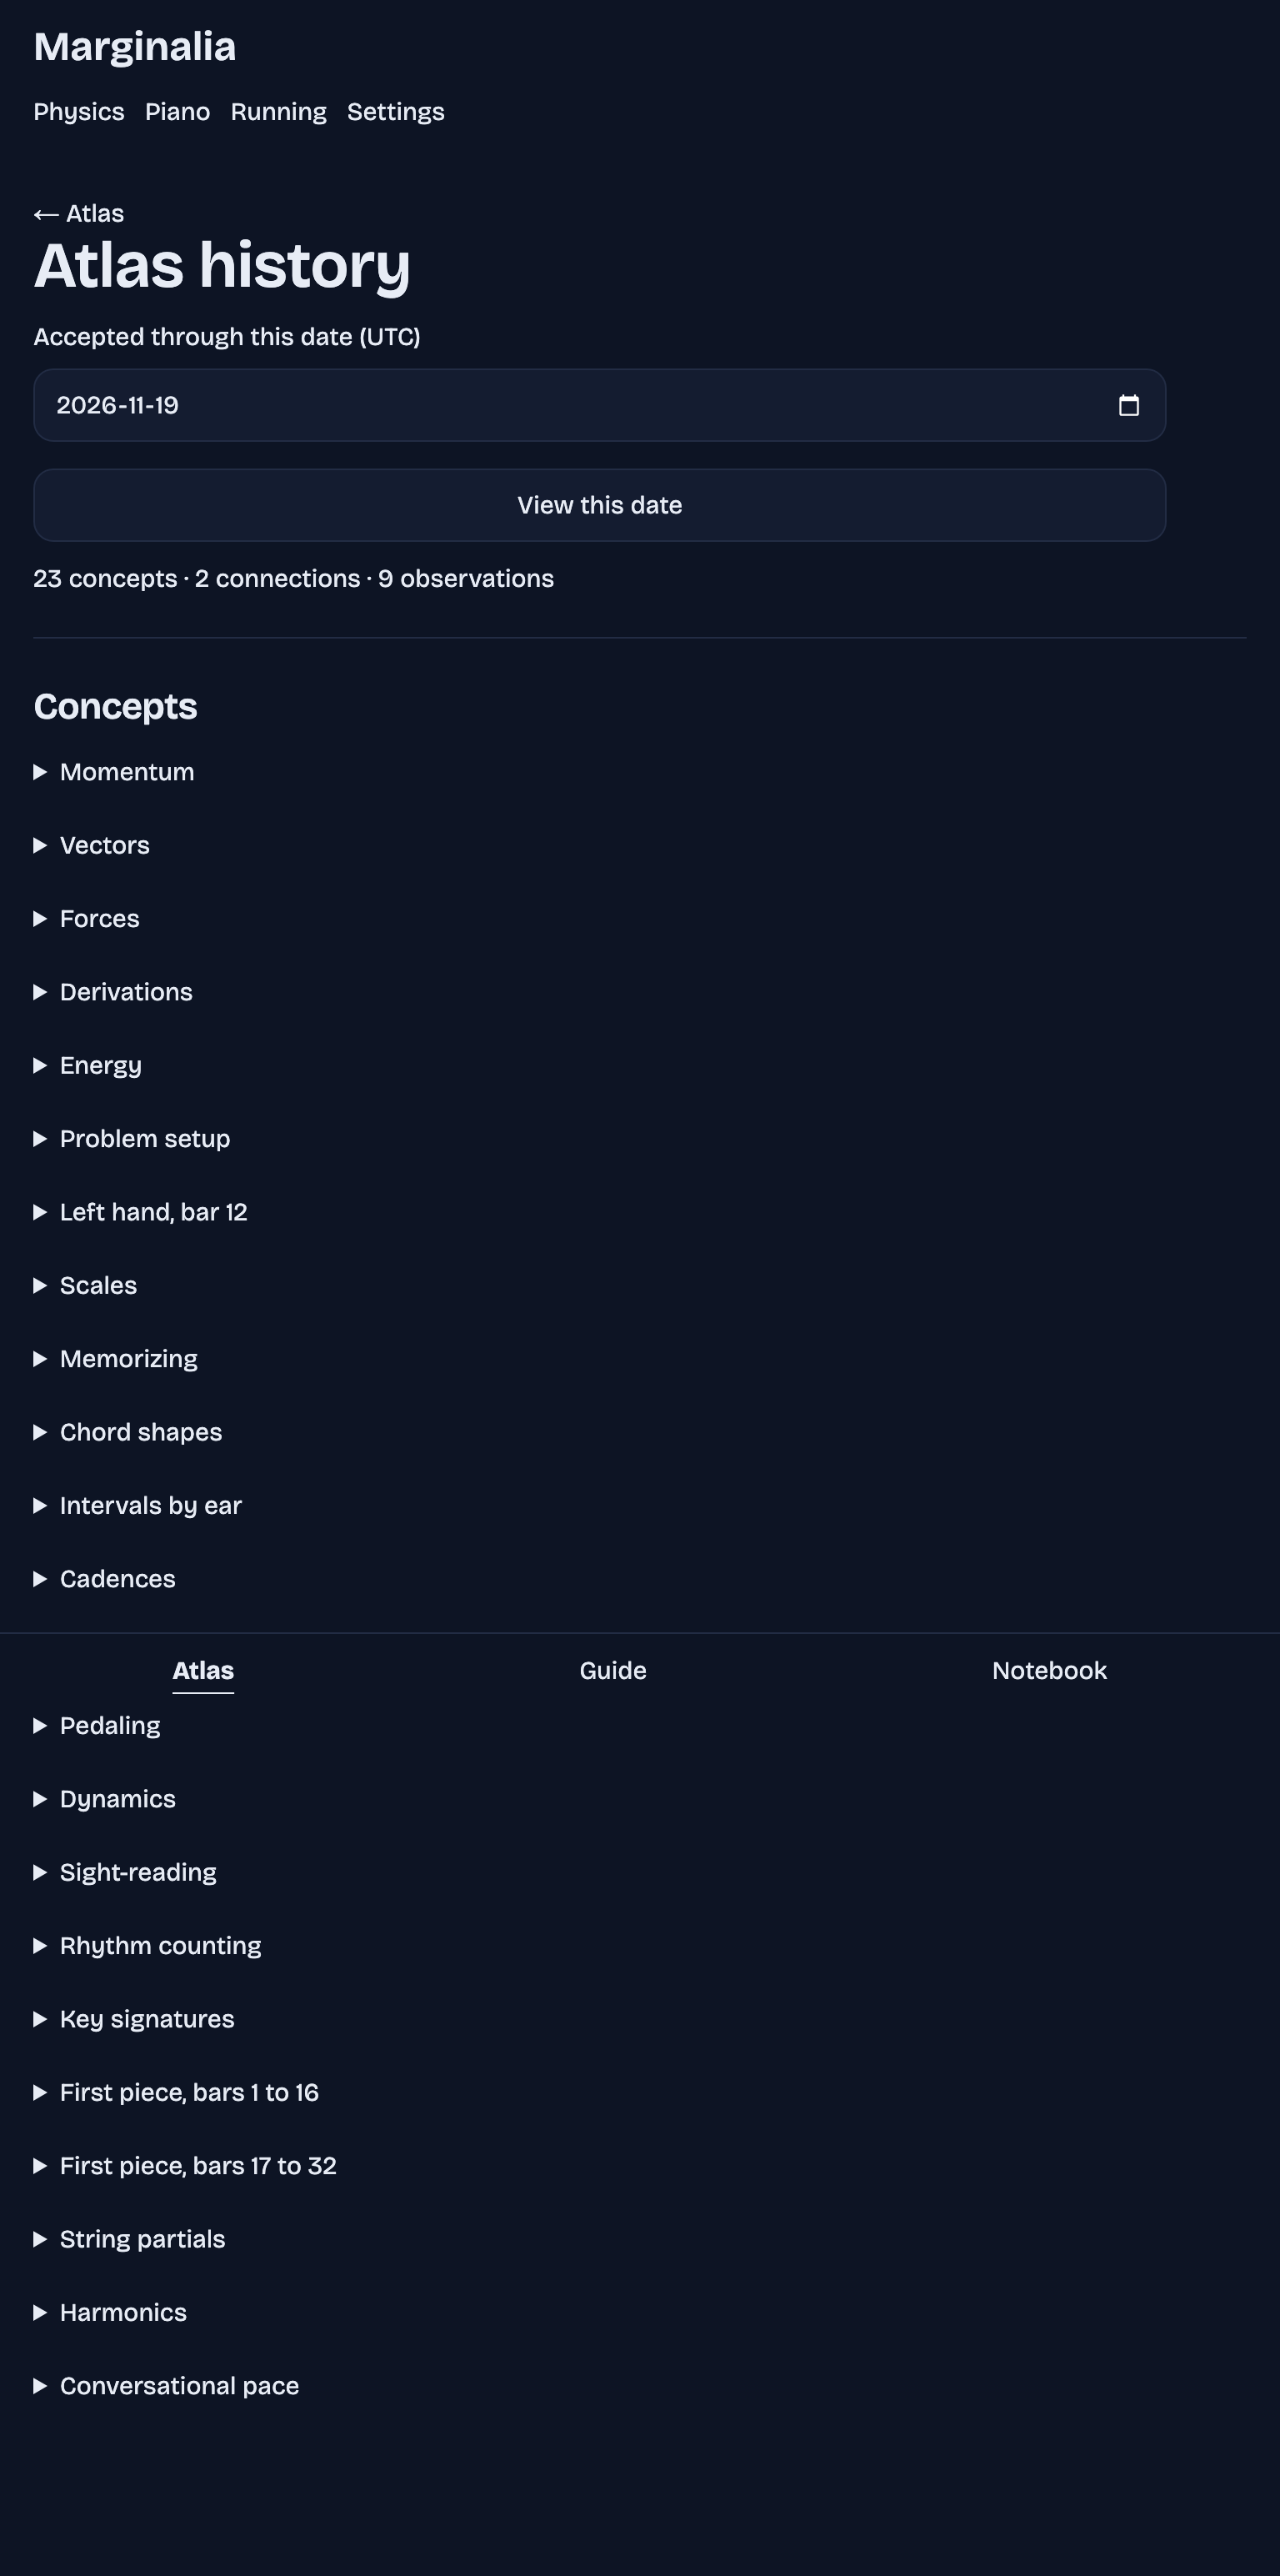 Marginalia
Physics Piano Running Settings
← Atlas
Atlas history
Accepted through this date (UTC)
2026-11-19
View this date
23 concepts · 2 connections · 9 observations
Concepts
Momentum
Vectors
Forces
Derivations
Energy
Problem setup
Left hand, bar 12
Scales
Memorizing
Chord shapes
Intervals by ear
Cadences
Atlas Guide Notebook
Pedaling
Dynamics
Sight-reading
Rhythm counting
Key signatures
First piece, bars 1 to 16
First piece, bars 17 to 32
String partials
Harmonics
Conversational pace